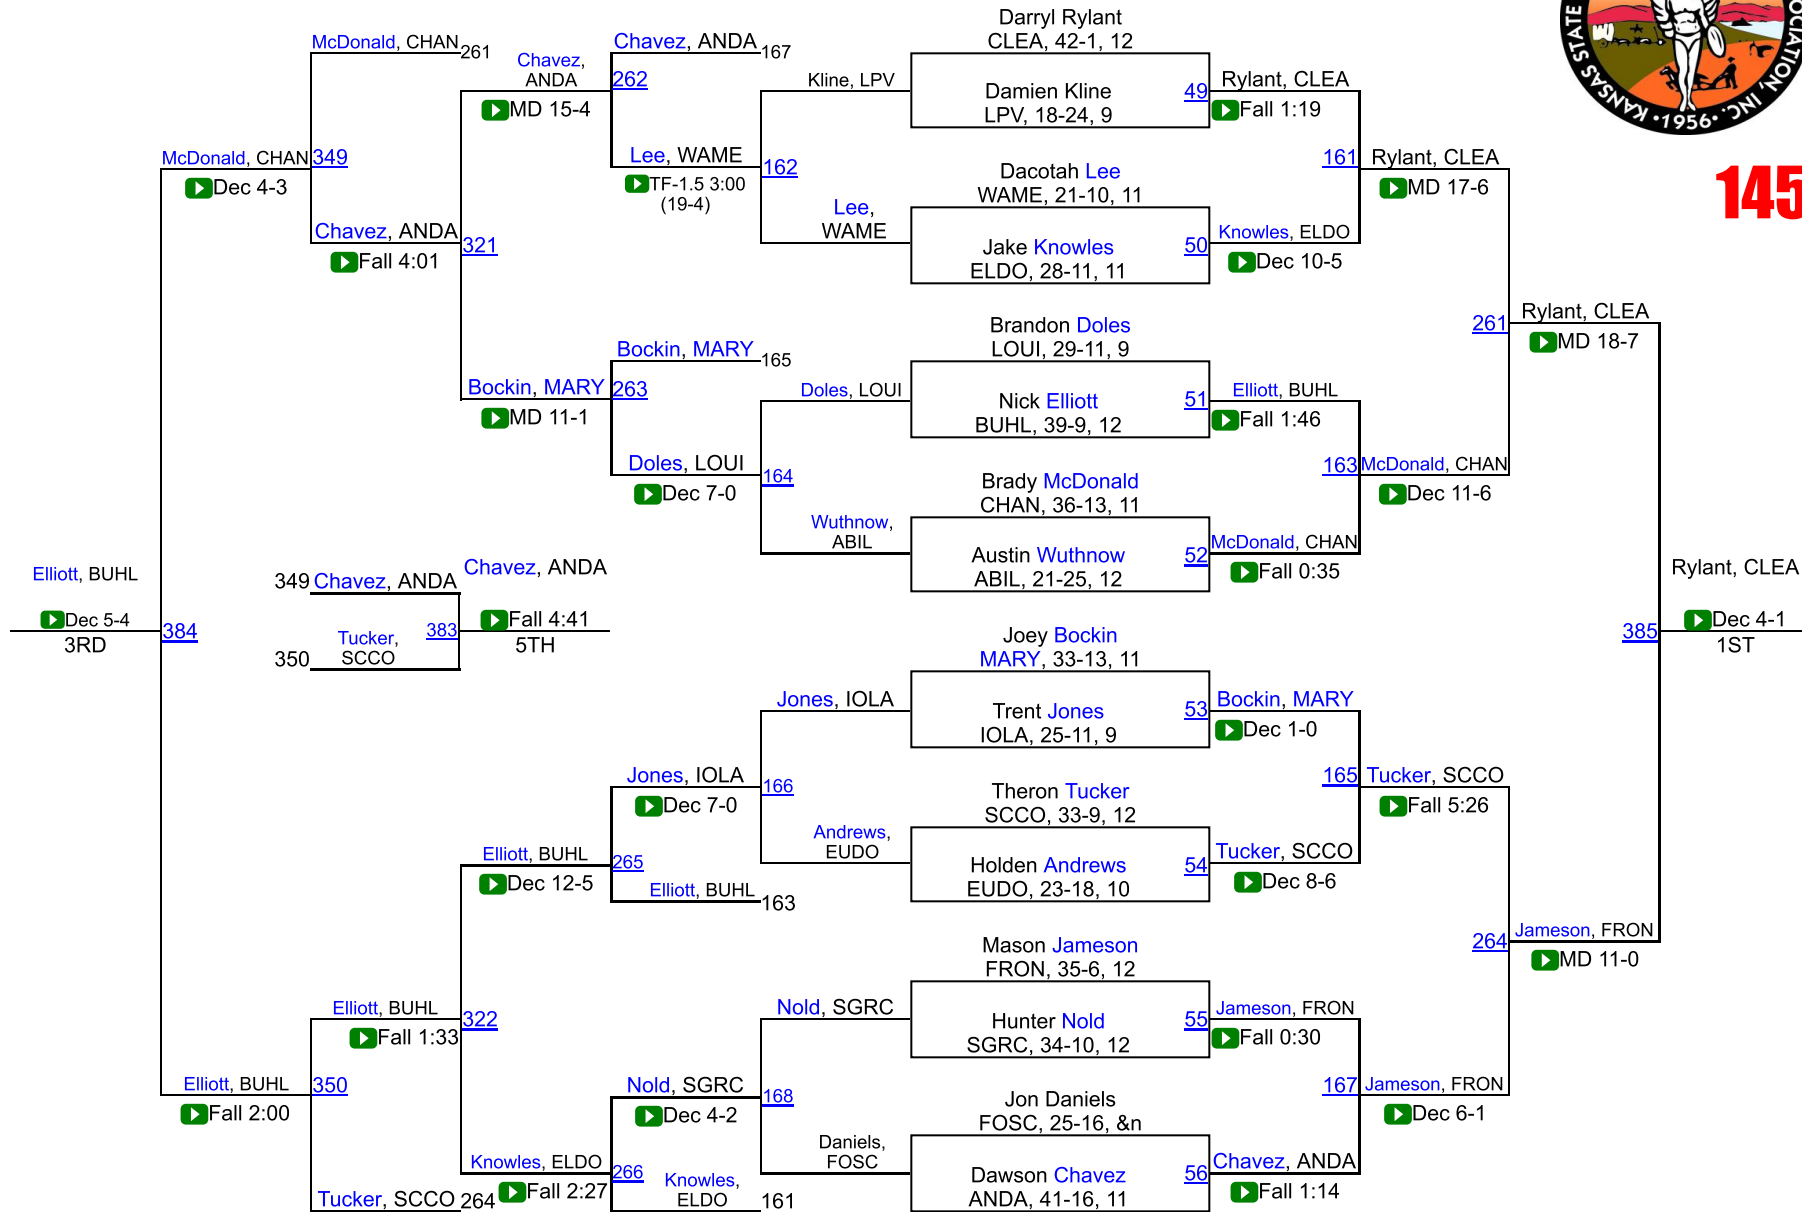 Darryl Rylant
CLEA, 42-1, 12
Damien Kline
LPV, 18-24, 9
49
Dacotah Lee
WAME, 21-10, 11
Jake Knowles
ELDO, 28-11, 11
50
Brandon Doles
LOUI, 29-11, 9
Nick Elliott
BUHL, 39-9, 12
51
Brady McDonald
CHAN, 36-13, 11
Austin Wuthnow
ABIL, 21-25, 12
52
Joey Bockin
MARY, 33-13, 11
Trent Jones
IOLA, 25-11, 9
53
Theron Tucker
SCCO, 33-9, 12
Holden Andrews
EUDO, 23-18, 10
54
Mason Jameson
FRON, 35-6, 12
Hunter Nold
SGRC, 34-10, 12
55
Jon Daniels
FOSC, 25-16, &n
Dawson Chavez
ANDA, 41-16, 11
56
Rylant, CLEA
Fall 1:19
161
Knowles, ELDO
Dec 10-5
Elliott, BUHL
Fall 1:46
163
McDonald, CHAN
Fall 0:35
Bockin, MARY
Dec 1-0
165
Tucker, SCCO
Dec 8-6
Jameson, FRON
Fall 0:30
167
Chavez, ANDA
Fall 1:14
Rylant, CLEA
MD 17-6
261
McDonald, CHAN
Dec 11-6
Tucker, SCCO
Fall 5:26
264
Jameson, FRON
Dec 6-1
Rylant, CLEA
MD 18-7
385
Jameson, FRON
MD 11-0
Rylant, CLEA
Dec 4-1
1ST
KANSAS STATE
OCIATION, INC.
•1956•
145
Kline, LPV
162
Lee,
WAME
Doles, LOUI
164
Wuthnow,
ABIL
Jones, IOLA
166
Andrews,
EUDO
Nold, SGRC
168
Daniels,
FOSC
Chavez, ANDA
167
262
Lee, WAME
TF-1.5 3:00
(19-4)
Bockin, MARY
165
263
Doles, LOUI
Dec 7-0
Jones, IOLA
Dec 7-0
265
Elliott, BUHL
163
Nold, SGRC
Dec 4-2
266
Knowles,
ELDO
161
Chavez,
ANDA
MD 15-4
321
Bockin, MARY
MD 11-1
Elliott, BUHL
Dec 12-5
322
Knowles, ELDO
Fall 2:27
McDonald, CHAN
261
349
Chavez, ANDA
Fall 4:01
Elliott, BUHL
Fall 1:33
350
Tucker, SCCO
264
McDonald, CHAN
Dec 4-3
384
Elliott, BUHL
Fall 2:00
Elliott, BUHL
Dec 5-4
3RD
349
Chavez, ANDA
383
350
Tucker,
SCCO
Chavez, ANDA
Fall 4:41
5TH